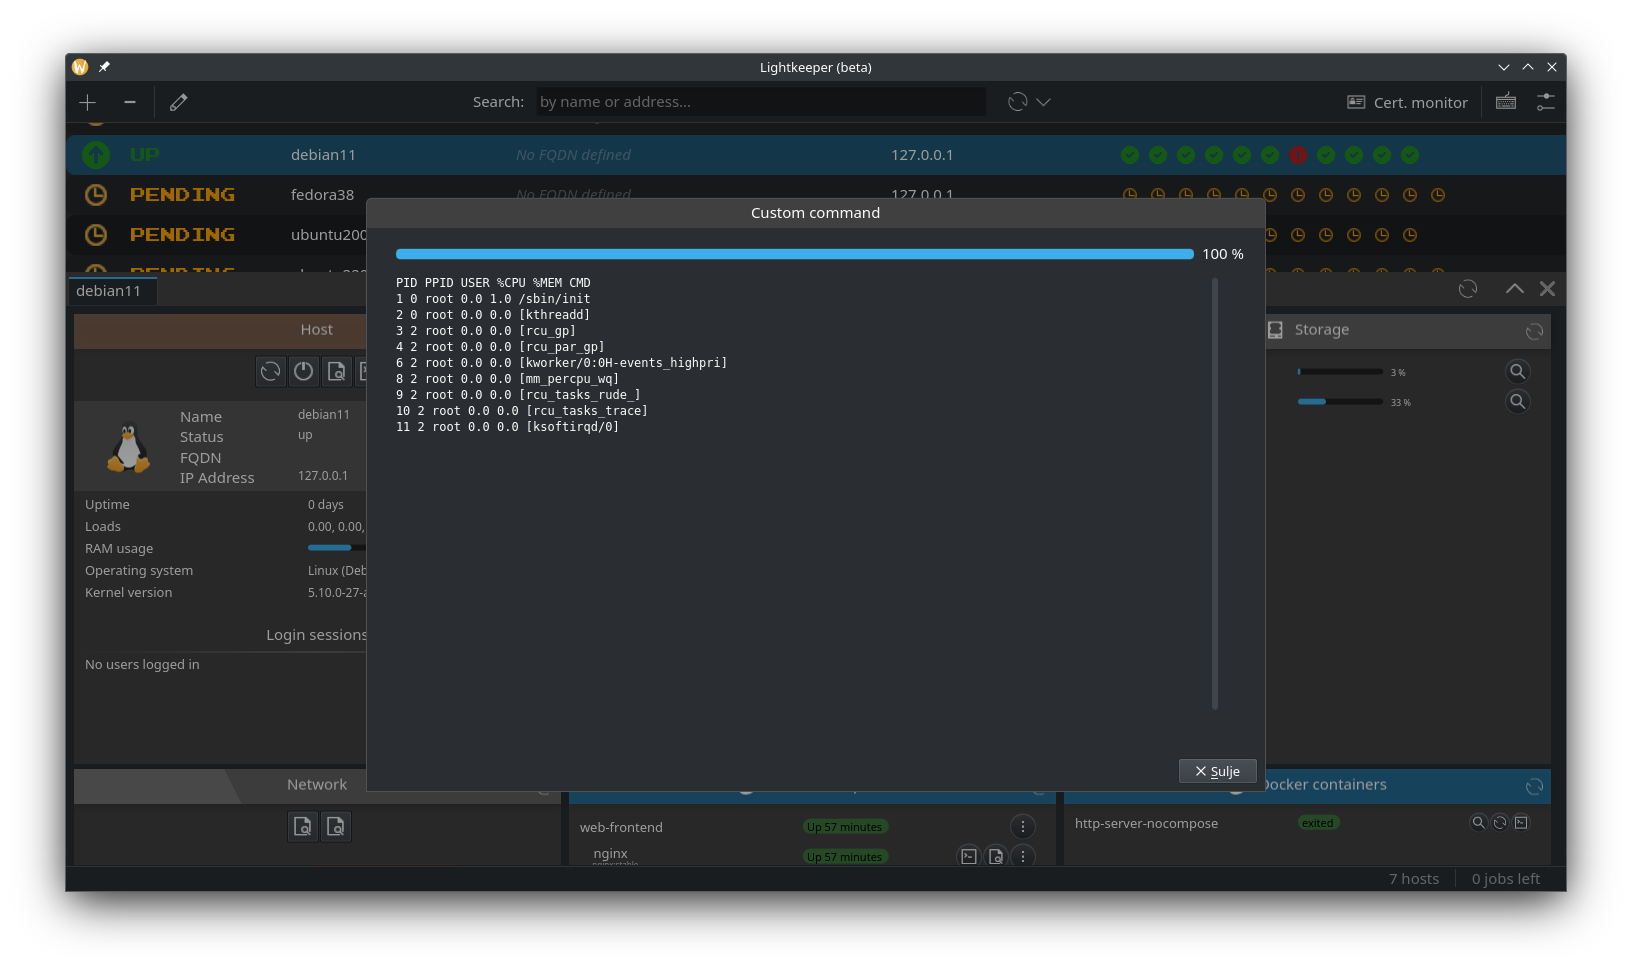 Lightkeeper (beta)
Search: by name or address...
Cert. monitor
UP debian11 No FQDN defined 127.0.0.1
PENDING fedora38 No FQDN defined 127.0.0.1
PENDING ubuntu200
PENDING
debian11
Custom command
100 %
PID PPID USER %CPU %MEM CMD
1 0 root 0.0 1.0 /sbin/init
2 0 root 0.0 0.0 [kthreadd]
3 2 root 0.0 0.0 [rcu_gp]
4 2 root 0.0 0.0 [rcu_par_gp]
6 2 root 0.0 0.0 [kworker/0:0H-events_highpri]
8 2 root 0.0 0.0 [mm_percpu_wq]
9 2 root 0.0 0.0 [rcu_tasks_rude_]
10 2 root 0.0 0.0 [rcu_tasks_trace]
11 2 root 0.0 0.0 [ksoftirqd/0]
Sulje
Host
Name debian11
Status up
FQDN
IP Address 127.0.0.1
Uptime 0 days
Loads 0.00, 0.00,
RAM usage
Operating system Linux (Deb
Kernel version 5.10.0-27-a
Login sessions
No users logged in
Storage
3 %
33 %
Network
web-frontend Up 57 minutes
nginx Up 57 minutes
nginx:stable
Docker containers
http-server-nocompose exited
7 hosts
0 jobs left